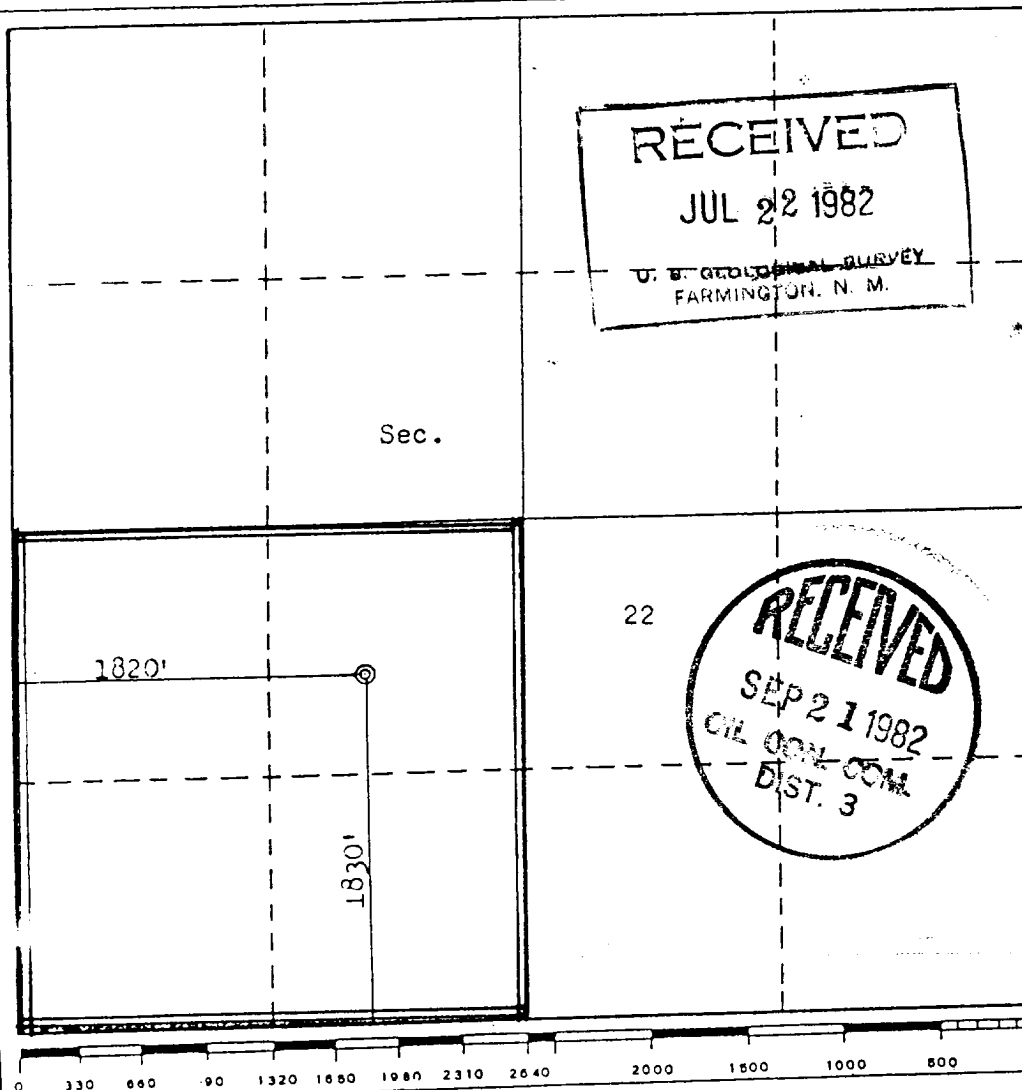 RECEIVED
JUL 22 1982
U. S. GEOLOGICAL SURVEY
FARMINGTON, N. M.
Sec.
22
RECEIVED
SEP 21 1982
OIL CON. COM.
DIST. 3
1820'
1830'
0 330 660 90 1320 1650 1980 2310 2640 2000 1500 1000 500